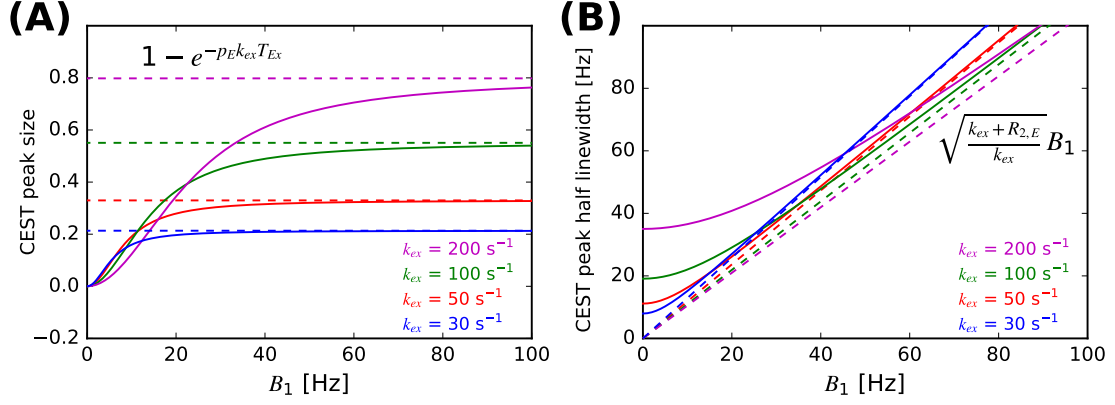 (A)
1 − e^{−p_E k_{ex} T_{Ex}}
CEST peak size
0.8
0.6
0.4
0.2
0.0
−0.2
k_{ex} = 200 s^{−1}
k_{ex} = 100 s^{−1}
k_{ex} = 50 s^{−1}
k_{ex} = 30 s^{−1}
0 20 40 60 80 100
B_1 [Hz]
(B)
CEST peak half linewidth [Hz]
80
60
40
20
0
\sqrt{\frac{k_{ex} + R_{2,E}}{k_{ex}}} B_1
k_{ex} = 200 s^{−1}
k_{ex} = 100 s^{−1}
k_{ex} = 50 s^{−1}
k_{ex} = 30 s^{−1}
0 20 40 60 80 100
B_1 [Hz]